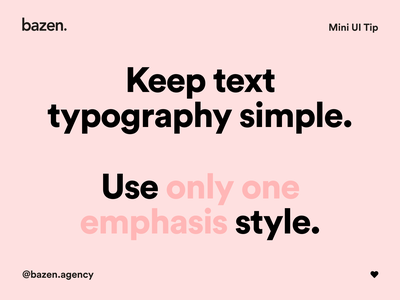 bazen.
Mini UI Tip
Keep text
typography simple.
Use only one
emphasis style.
@bazen.agency